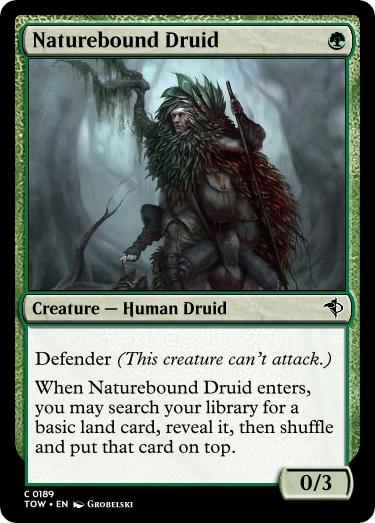 Naturebound Druid
Creature — Human Druid
Defender (This creature can't attack.)
When Naturebound Druid enters,
you may search your library for a
basic land card, reveal it, then shuffle
and put that card on top.
0/3
C 0189
TOW • EN Grobelski